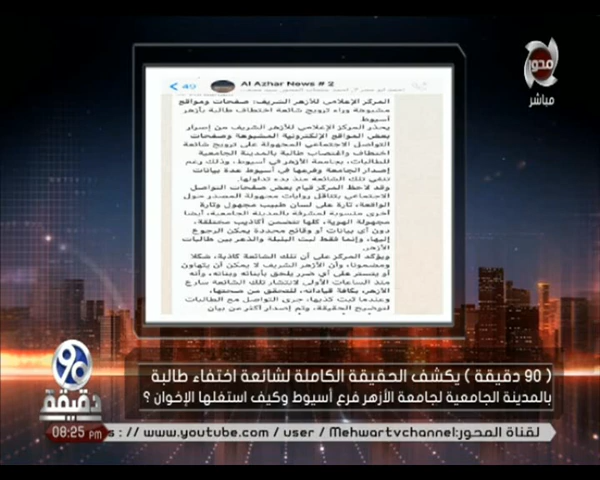 محور
مباشر
49
Al Azhar News # 2
المركز الإعلامي للأزهر الشريف: صفحات ومواقع
مشبوهة وراء ترويج شائعة اختطاف طالبة بأزهر
أسيوط
يحذر المركز الإعلامي للأزهر الشريف من إصرار
بعض المواقع الإلكترونية المشبوهة وصفحات
التواصل الاجتماعي المجهولة على ترويج شائعة
اختطاف واغتصاب طالبة بالمدينة الجامعية
للطالبات، بجامعة الأزهر في أسيوط، وذلك رغم
إصدار الجامعة وفرعها في أسيوط عدة بيانات
تنفي تلك الشائعة منذ بدء تداولها.
وقد لاحظ المركز قيام بعض صفحات التواصل
الاجتماعي بتناقل روايات مجهولة المصدر حول
الواقعة، تارة على لسان طبيب مجهول وتارة
أخرى منسوبة لمشرفة بالمدينة الجامعية، أيضا
مجهولة الهوية، كلها تتضمن أكاذيب مختلفة،
دون أي بيانات أو وقائع محددة يمكن الرجوع
إليها، وإنما فقط لبث البلبلة والذعر بين طالبات
الأزهر.
ويؤكد المركز على أن تلك الشائعة كاذبة، شكلا
ومضمونا، وأن الأزهر الشريف لا يمكن أن يتهاون
أو يتستر على أي ضرر يلحق بأبنائه وبناته، وأنه
منذ الساعات الأولى لانتشار تلك الشائعة سارع
الأزهر، بكافة قياداته، للتحقق من صحتها،
وعندما ثبت كذبها، جرى التواصل مع الطالبات
لتوضيح الحقيقة، وتم إصدار أكثر من بيان
( 90 دقيقة ) يكشف الحقيقة الكاملة لشائعة اختفاء طالبة
بالمدينة الجامعية لجامعة الأزهر فرع أسيوط وكيف استغلها الإخوان ؟
90
دقيقة
08:25 PM
لقناة المحور:www.youtube.com / user / Mehwartvchannel